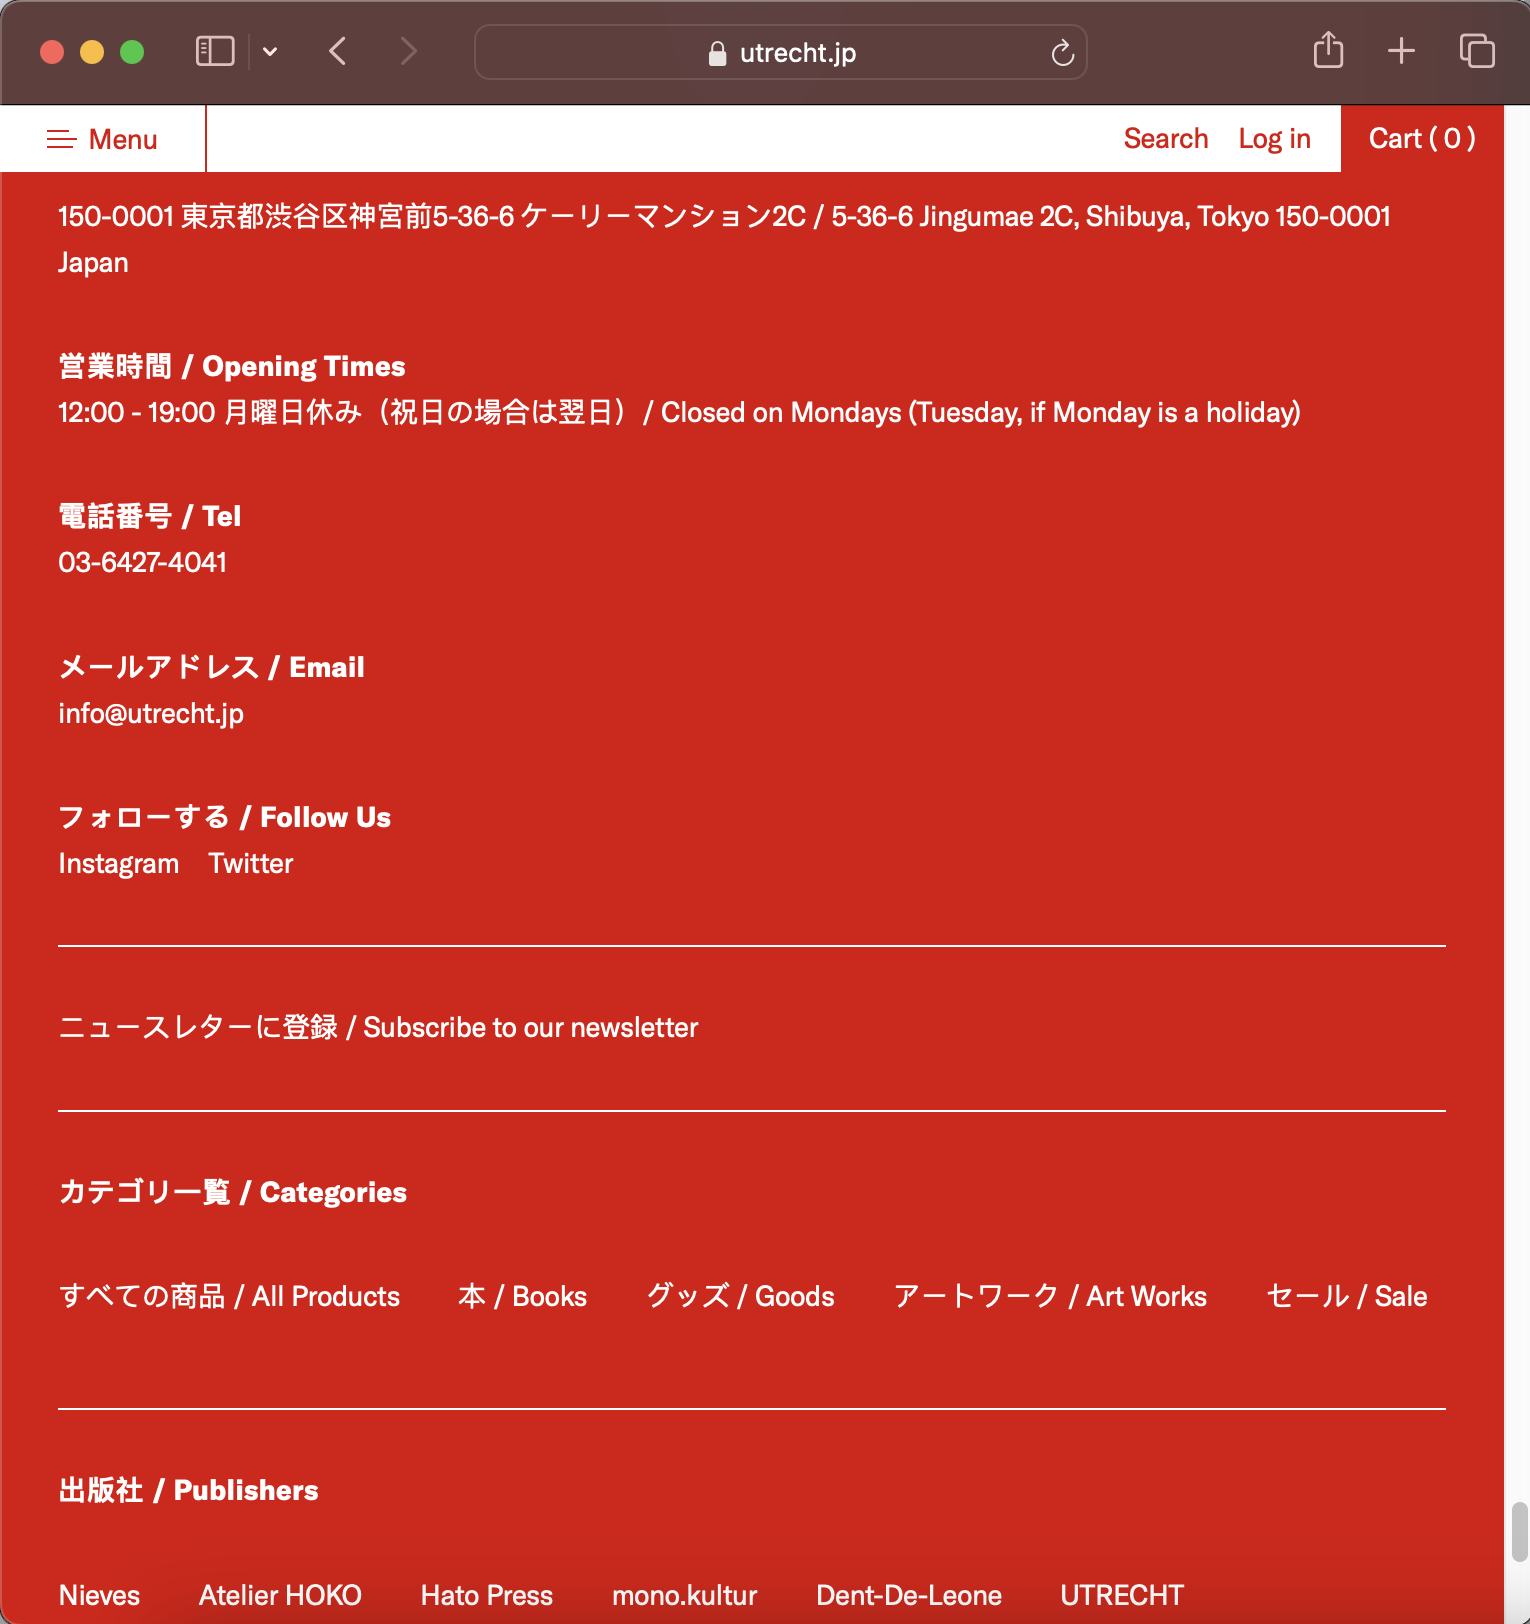 utrecht.jp
Menu
Search Log in Cart ( 0 )
150-0001 東京都渋谷区神宮前5-36-6 ケーリーマンション2C / 5-36-6 Jingumae 2C, Shibuya, Tokyo 150-0001
Japan
営業時間 / Opening Times
12:00 - 19:00 月曜日休み（祝日の場合は翌日）/ Closed on Mondays (Tuesday, if Monday is a holiday)
電話番号 / Tel
03-6427-4041
メールアドレス / Email
info@utrecht.jp
フォローする / Follow Us
Instagram Twitter
ニュースレターに登録 / Subscribe to our newsletter
カテゴリ一覧 / Categories
すべての商品 / All Products 本 / Books グッズ / Goods アートワーク / Art Works セール / Sale
出版社 / Publishers
Nieves Atelier HOKO Hato Press mono.kultur Dent-De-Leone UTRECHT